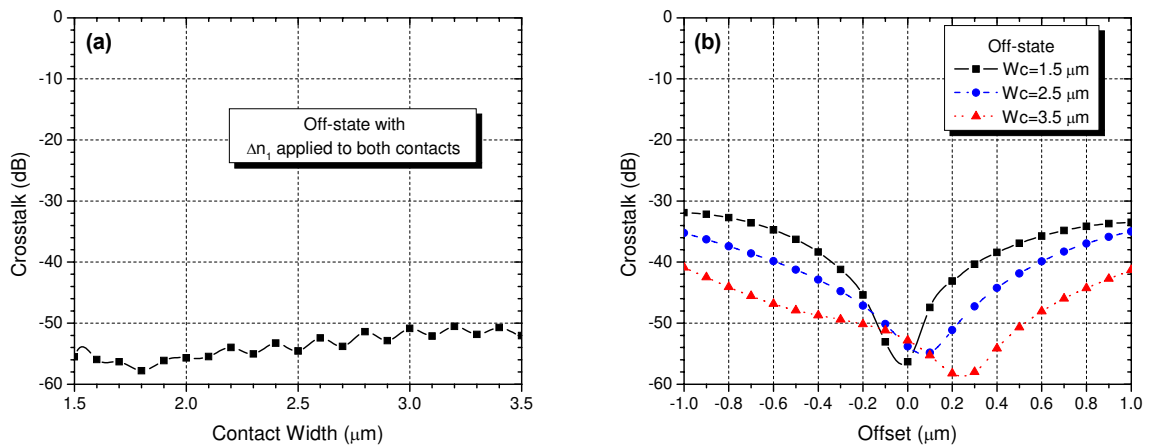 (a)
0
-10
-20
-30
-40
-50
-60
Crosstalk (dB)
Off-state with
Δn₁ applied to both contacts
1.5 2.0 2.5 3.0 3.5
Contact Width (μm)
(b)
0
-10
-20
-30
-40
-50
-60
Crosstalk (dB)
Off-state
Wc=1.5 μm
Wc=2.5 μm
Wc=3.5 μm
-1.0 -0.8 -0.6 -0.4 -0.2 0.0 0.2 0.4 0.6 0.8 1.0
Offset (μm)